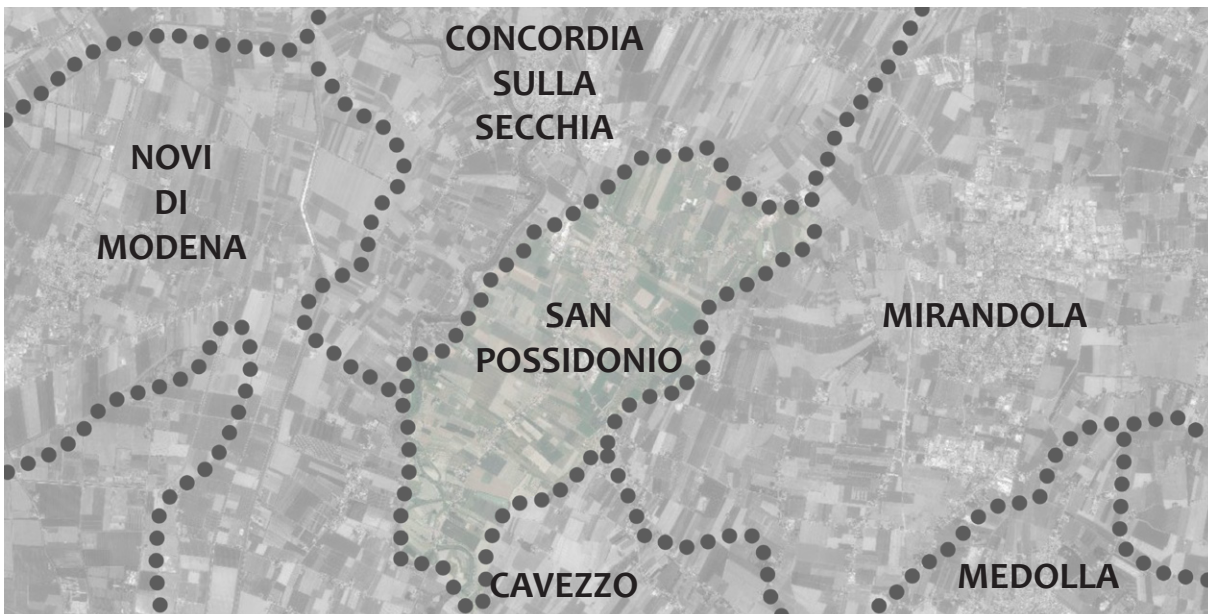 CONCORDIA
SULLA
SECCHIA
NOVI
DI
MODENA
SAN
POSSIDONIO
MIRANDOLA
CAVEZZO
MEDOLLA